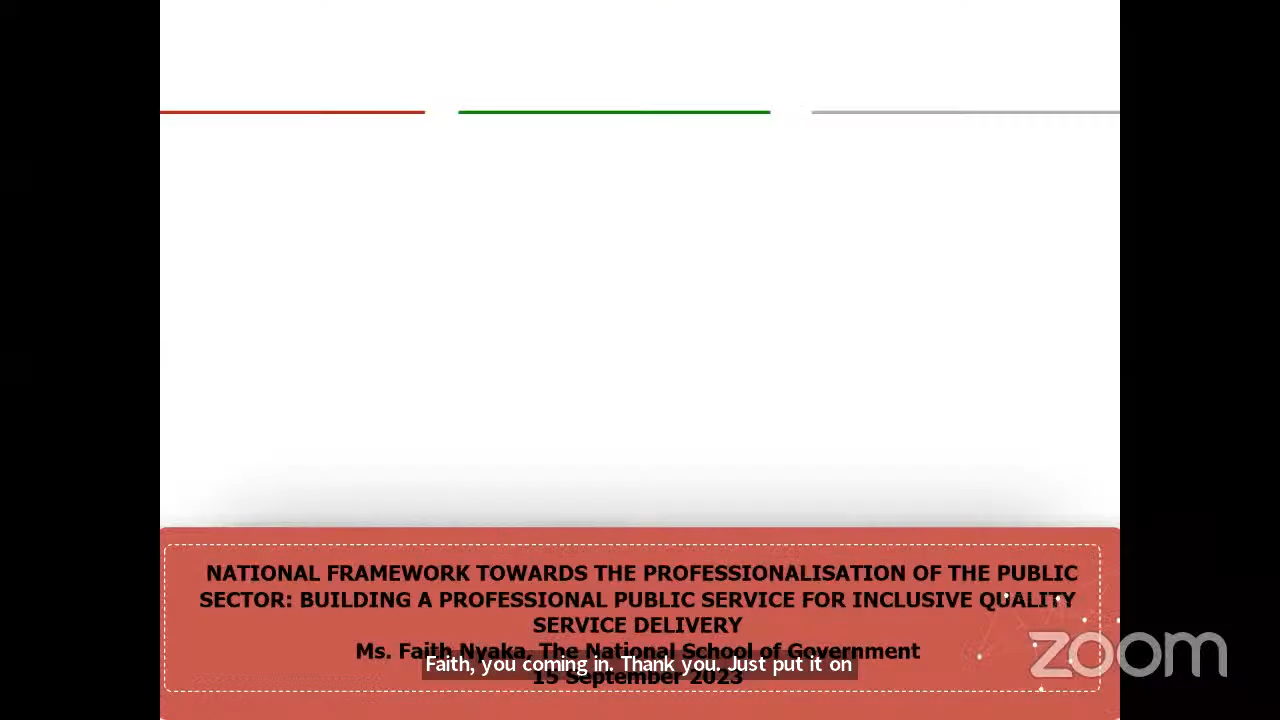 NATIONAL FRAMEWORK TOWARDS THE PROFESSIONALISATION OF THE PUBLIC
SECTOR: BUILDING A PROFESSIONAL PUBLIC SERVICE FOR INCLUSIVE QUALITY
SERVICE DELIVERY
Ms. Faith Nyaka, The National School of Government
Faith, you coming in. Thank you. Just put it on
15 September 2023
zoom